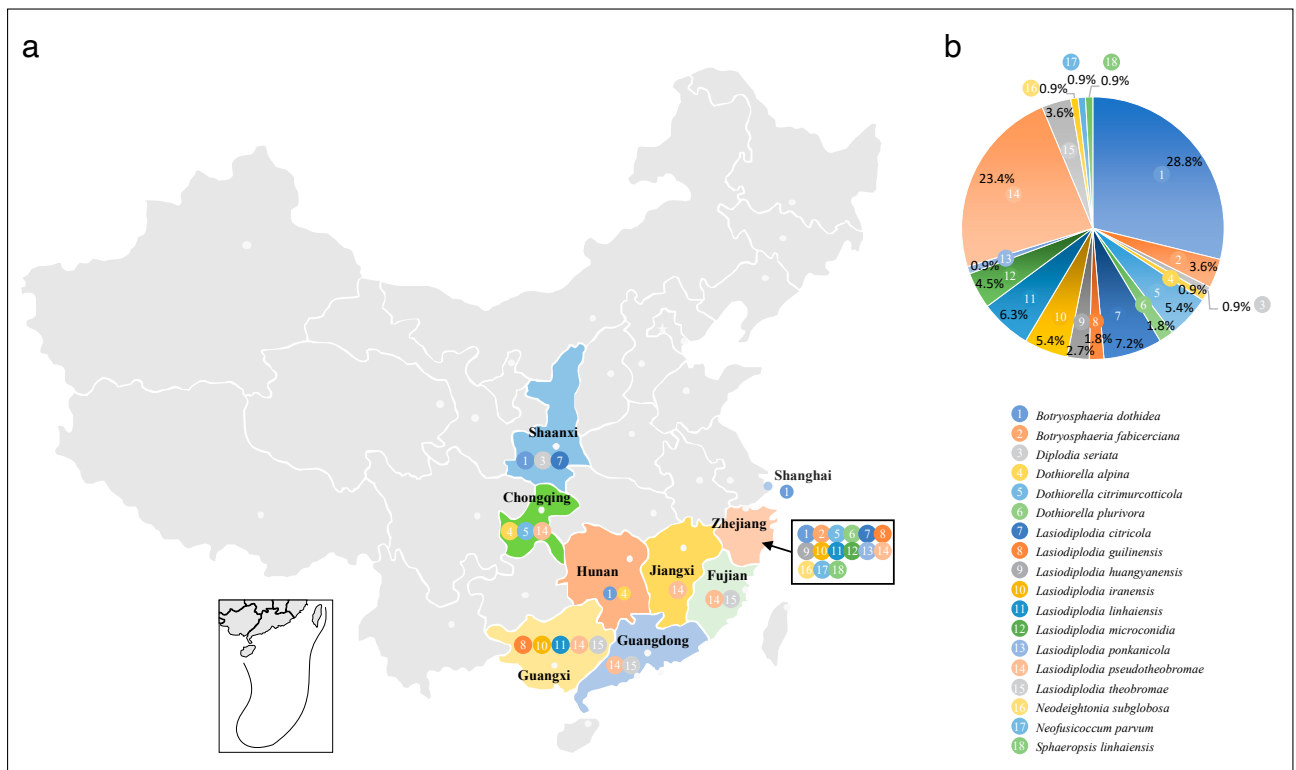 a
b
17
18
16
0.9%
0.9%
0.9%
3.6%
15
28.8%
1
23.4%
14
13
0.9%
12
4.5%
11
6.3%
10
5.4%
9
2.7%
8
1.8%
7
7.2%
6
1.8%
5
5.4%
4
0.9%
2
3.6%
0.9%
3
Shaanxi
1 3 7
Chongqing
4 5 14
Shanghai
1
Zhejiang
1 2 5 6 7 8
9 10 11 12 13 14
16 17 18
Hunan
1 4
Jiangxi
14
Fujian
14 15
Guangdong
14 15
8 10 11 14 15
Guangxi
1 Botryosphaeria dothidea
2 Botryosphaeria fabicerciana
3 Diplodia seriata
4 Dothiorella alpina
5 Dothiorella citrimurcotticola
6 Dothiorella plurivora
7 Lasiodiplodia citricola
8 Lasiodiplodia guilinensis
9 Lasiodiplodia huangyanensis
10 Lasiodiplodia iranensis
11 Lasiodiplodia linhaiensis
12 Lasiodiplodia microconidia
13 Lasiodiplodia ponkanicola
14 Lasiodiplodia pseudotheobromae
15 Lasiodiplodia theobromae
16 Neodeightonia subglobosa
17 Neofusicoccum parvum
18 Sphaeropsis linhaiensis